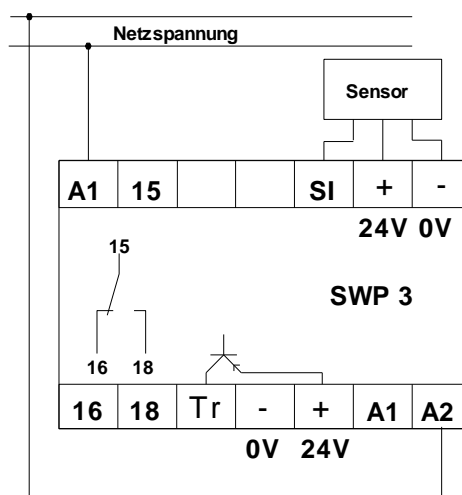 Netzspannung
Sensor
A1 15 SI + -
24V 0V
15
SWP 3
16 18
16 18 Tr - + A1 A2
0V 24V